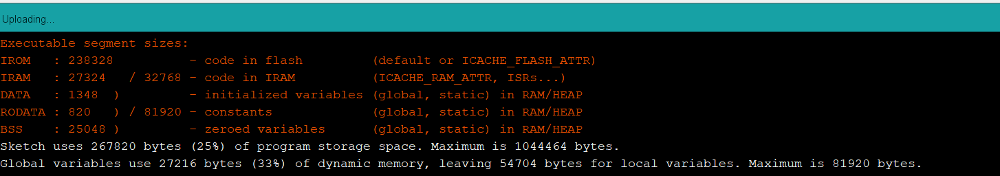 Uploading...
Executable segment sizes:
IROM   : 238328          - code in flash         (default or ICACHE_FLASH_ATTR)
IRAM   : 27324   / 32768 - code in IRAM          (ICACHE_RAM_ATTR, ISRs...)
DATA   : 1348  )         - initialized variables (global, static) in RAM/HEAP
RODATA : 820   ) / 81920 - constants             (global, static) in RAM/HEAP
BSS    : 25048 )         - zeroed variables      (global, static) in RAM/HEAP
Sketch uses 267820 bytes (25%) of program storage space. Maximum is 1044464 bytes.
Global variables use 27216 bytes (33%) of dynamic memory, leaving 54704 bytes for local variables. Maximum is 81920 bytes.